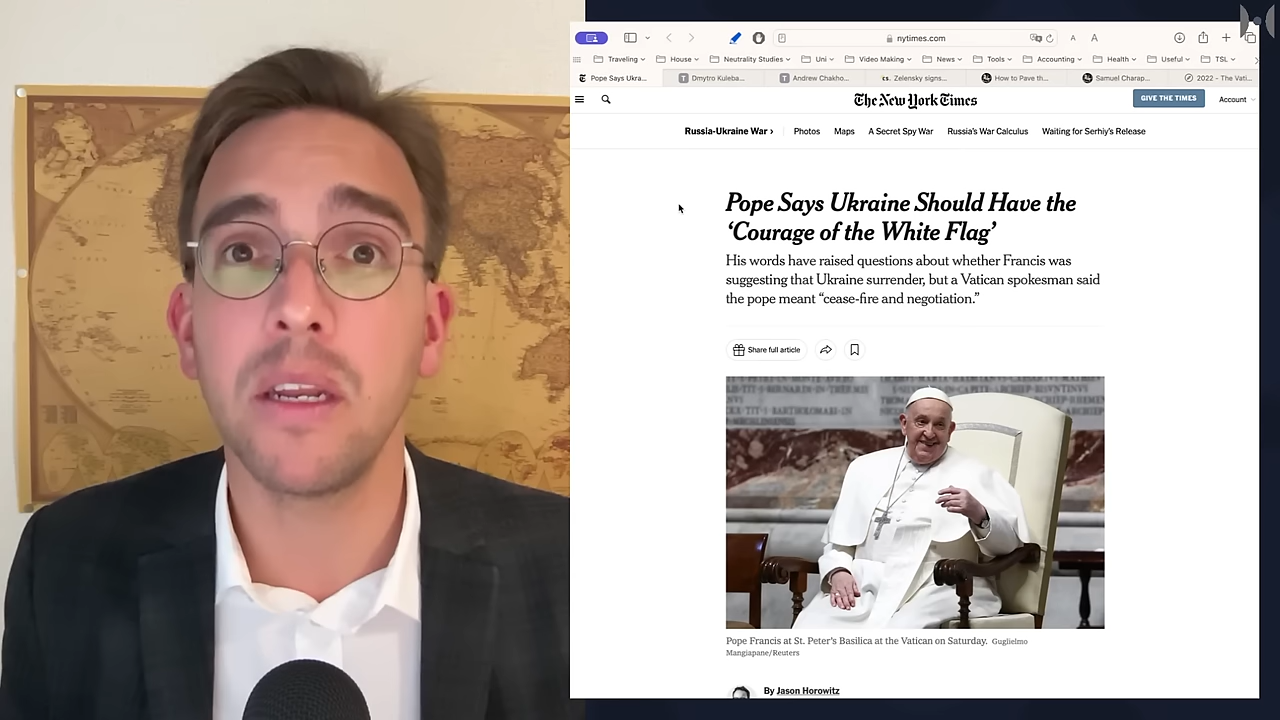 nytimes.com
A A
Traveling
House
Neutrality Studies
Uni
Video Making
News
Tools
Accounting
Health
Useful
TSL
Pope Says Ukra...
Dmytro Kuleba...
Andrew Chakho...
cs. Zelensky signs...
How to Pave th...
Samuel Charap...
2022 - The Vati...
The New York Times
GIVE THE TIMES
Account
Russia-Ukraine War ›
Photos
Maps
A Secret Spy War
Russia's War Calculus
Waiting for Serhiy's Release
Pope Says Ukraine Should Have the
‘Courage of the White Flag’
His words have raised questions about whether Francis was
suggesting that Ukraine surrender, but a Vatican spokesman said
the pope meant “cease-fire and negotiation.”
Share full article
Pope Francis at St. Peter's Basilica at the Vatican on Saturday. Guglielmo
Mangiapane/Reuters
By Jason Horowitz